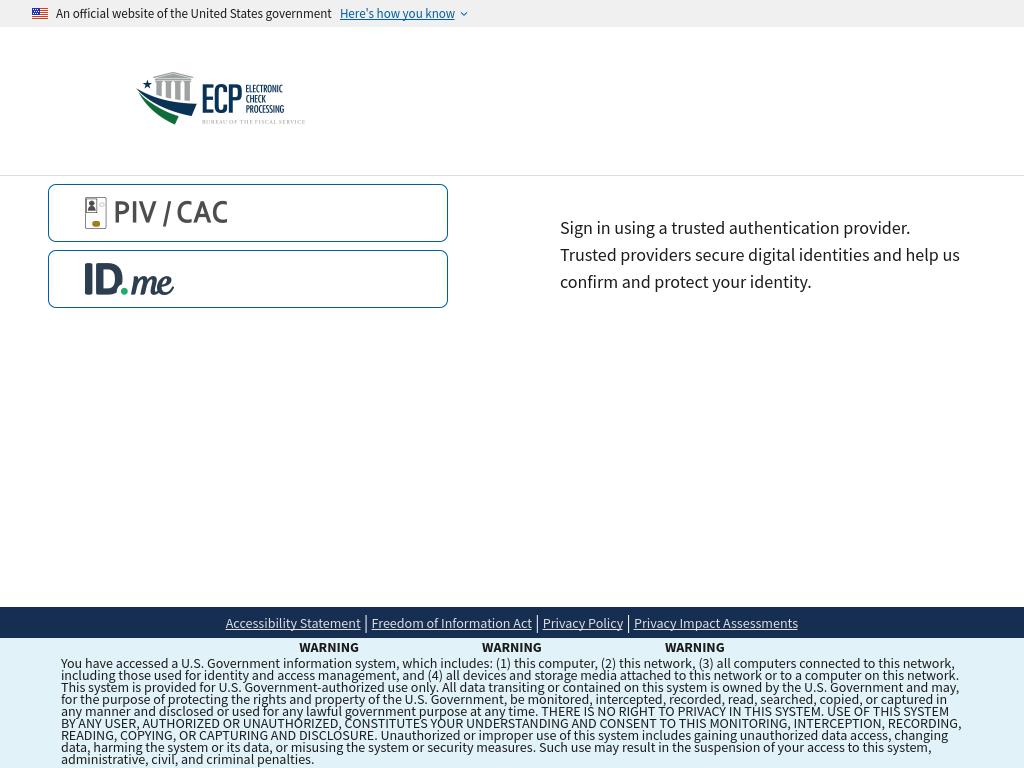 An official website of the United States government Here's how you know
ECP ELECTRONIC
CHECK
PROCESSING
BUREAU OF THE FISCAL SERVICE
PIV / CAC
ID.me
Sign in using a trusted authentication provider.
Trusted providers secure digital identities and help us
confirm and protect your identity.
Accessibility Statement | Freedom of Information Act | Privacy Policy | Privacy Impact Assessments
WARNING WARNING WARNING
You have accessed a U.S. Government information system, which includes: (1) this computer, (2) this network, (3) all computers connected to this network,
including those used for identity and access management, and (4) all devices and storage media attached to this network or to a computer on this network.
This system is provided for U.S. Government-authorized use only. All data transiting or contained on this system is owned by the U.S. Government and may,
for the purpose of protecting the rights and property of the U.S. Government, be monitored, intercepted, recorded, read, searched, copied, or captured in
any manner and disclosed or used for any lawful government purpose at any time. THERE IS NO RIGHT TO PRIVACY IN THIS SYSTEM. USE OF THIS SYSTEM
BY ANY USER, AUTHORIZED OR UNAUTHORIZED, CONSTITUTES YOUR UNDERSTANDING AND CONSENT TO THIS MONITORING, INTERCEPTION, RECORDING,
READING, COPYING, OR CAPTURING AND DISCLOSURE. Unauthorized or improper use of this system includes gaining unauthorized data access, changing
data, harming the system or its data, or misusing the system or security measures. Such use may result in the suspension of your access to this system,
administrative, civil, and criminal penalties.